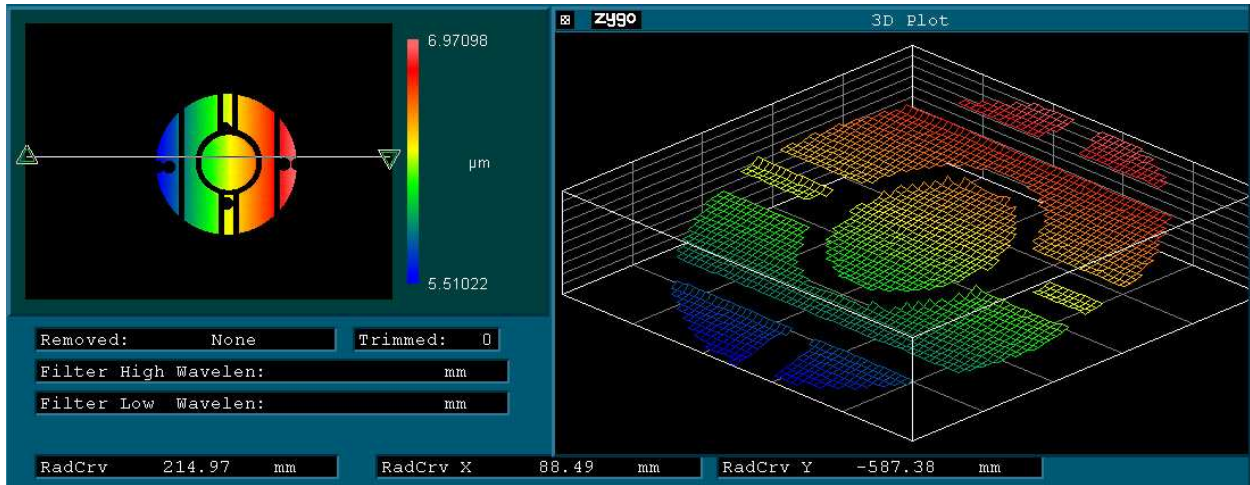 6.97098
µm
5.51022
zygo
3D Plot
Removed: None
Trimmed: 0
Filter High Wavelen: mm
Filter Low Wavelen: mm
RadCrv 214.97 mm
RadCrv X 88.49 mm
RadCrv Y -587.38 mm